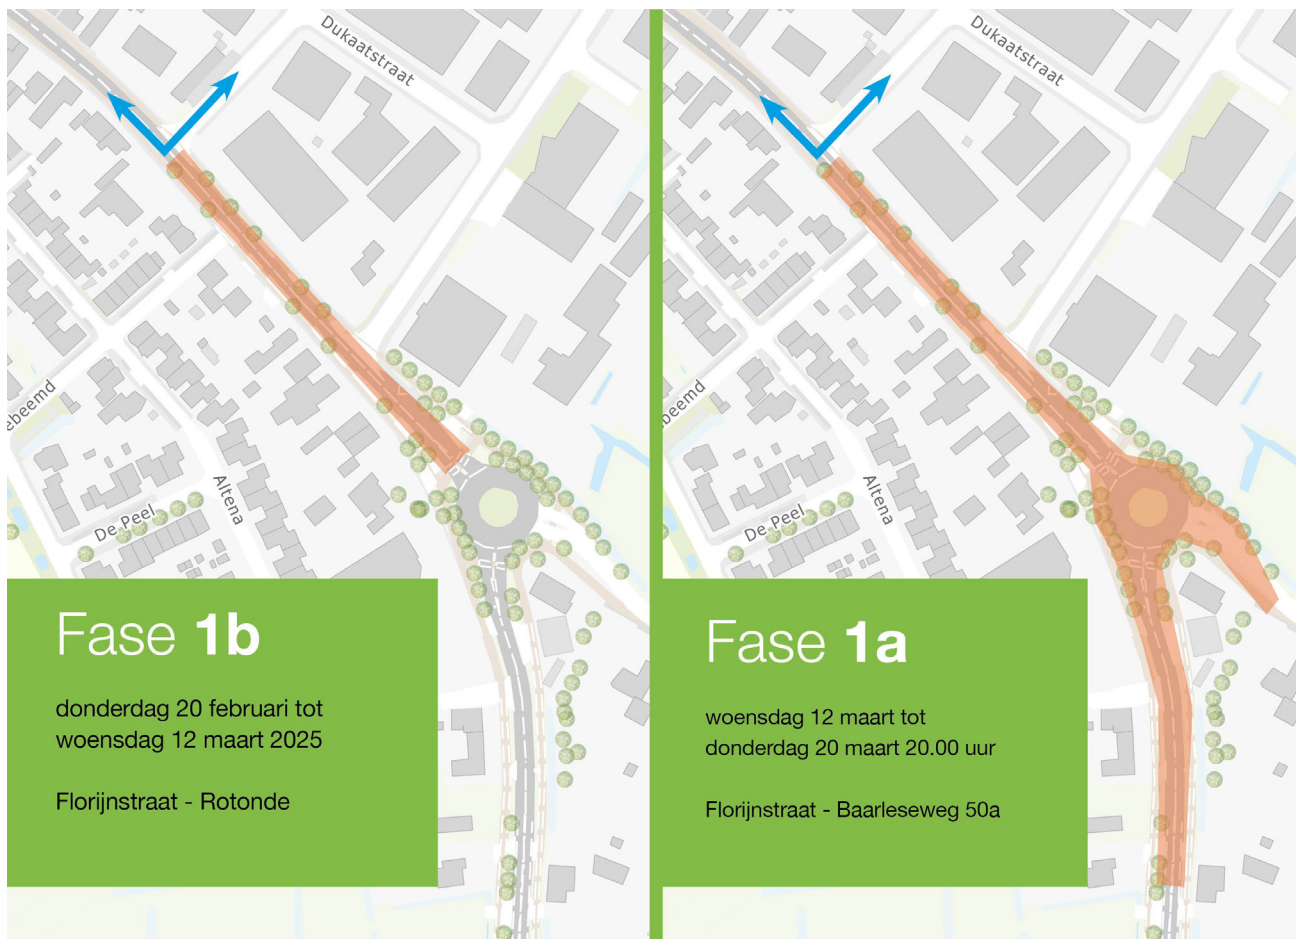 Dukaatstraat
ebeemd
Altena
De Peel
Fase 1b
donderdag 20 februari tot
woensdag 12 maart 2025
Florijnstraat - Rotonde
Dukaatstraat
ebeemd
Altena
De Peel
Fase 1a
woensdag 12 maart tot
donderdag 20 maart 20.00 uur
Florijnstraat - Baarleseweg 50a